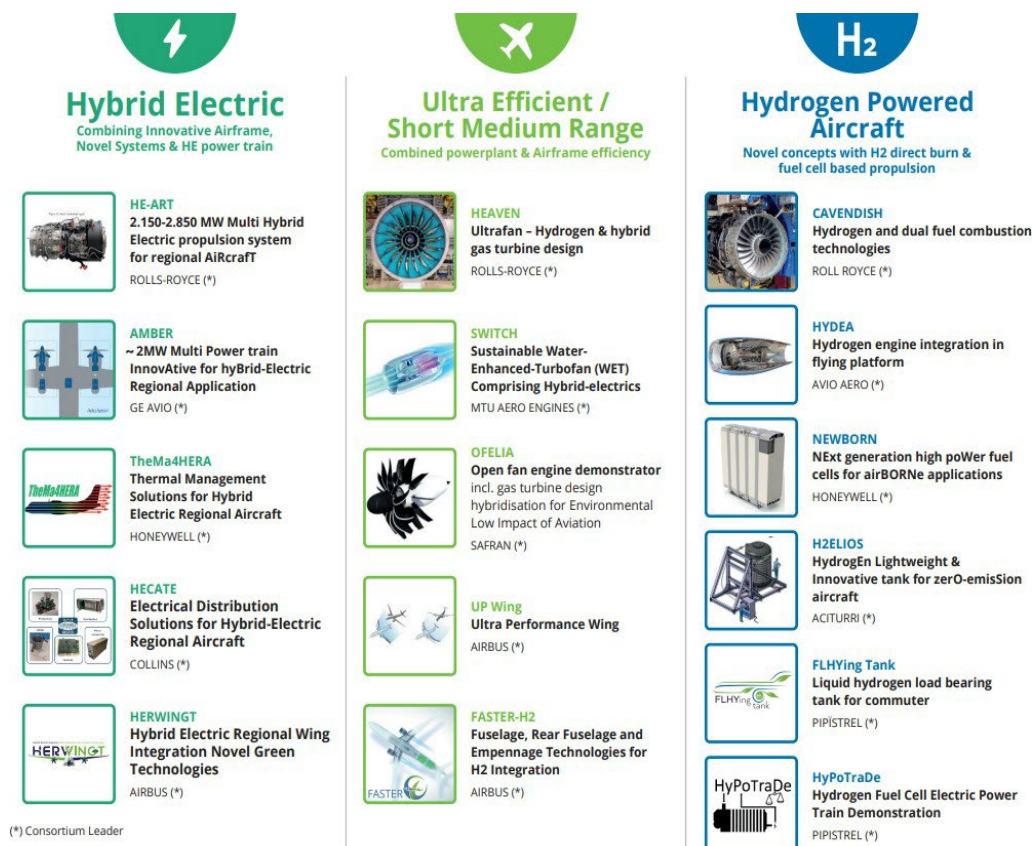 H₂
Hybrid Electric
Combining Innovative Airframe,
Novel Systems & HE power train
HE-ART
2.150-2.850 MW Multi Hybrid
Electric propulsion system
for regional AiRcrafT
ROLLS-ROYCE (*)
AMBER
~ 2MW Multi Power train
InnovAtive for hyBrid-Electric
Regional Application
GE AVIO (*)
TheMa4HERA
TheMa4HERA
Thermal Management
Solutions for Hybrid
Electric Regional Aircraft
HONEYWELL (*)
HECATE
Electrical Distribution
Solutions for Hybrid-Electric
Regional Aircraft
COLLINS (*)
HERWINGT
HERWINGT
Hybrid Electric Regional Wing
Integration Novel Green
Technologies
AIRBUS (*)
(*) Consortium Leader
Ultra Efficient /
Short Medium Range
Combined powerplant & Airframe efficiency
HEAVEN
Ultrafan – Hydrogen & hybrid
gas turbine design
ROLLS-ROYCE (*)
SWITCH
Sustainable Water-
Enhanced-Turbofan (WET)
Comprising Hybrid-electrics
MTU AERO ENGINES (*)
OFELIA
Open fan engine demonstrator
incl. gas turbine design
hybridisation for Environmental
Low Impact of Aviation
SAFRAN (*)
UP Wing
Ultra Performance Wing
AIRBUS (*)
FASTER
FASTER-H2
Fuselage, Rear Fuselage and
Empennage Technologies for
H2 Integration
AIRBUS (*)
Hydrogen Powered
Aircraft
Novel concepts with H2 direct burn &
fuel cell based propulsion
CAVENDISH
Hydrogen and dual fuel combustion
technologies
ROLL ROYCE (*)
HYDEA
Hydrogen engine integration in
flying platform
AVIO AERO (*)
NEWBORN
NExt generation high poWer fuel
cells for airBORNe applications
HONEYWELL (*)
H2ELIOS
HydrogEn Lightweight &
Innovative tank for zerO-emisSion
aircraft
ACITURRI (*)
FLHYing
tank
FLHYing Tank
Liquid hydrogen load bearing
tank for commuter
PIPÏSTREL (*)
HyPoTraDe
HyPoTraDe
Hydrogen Fuel Cell Electric Power
Train Demonstration
PIPISTREL (*)